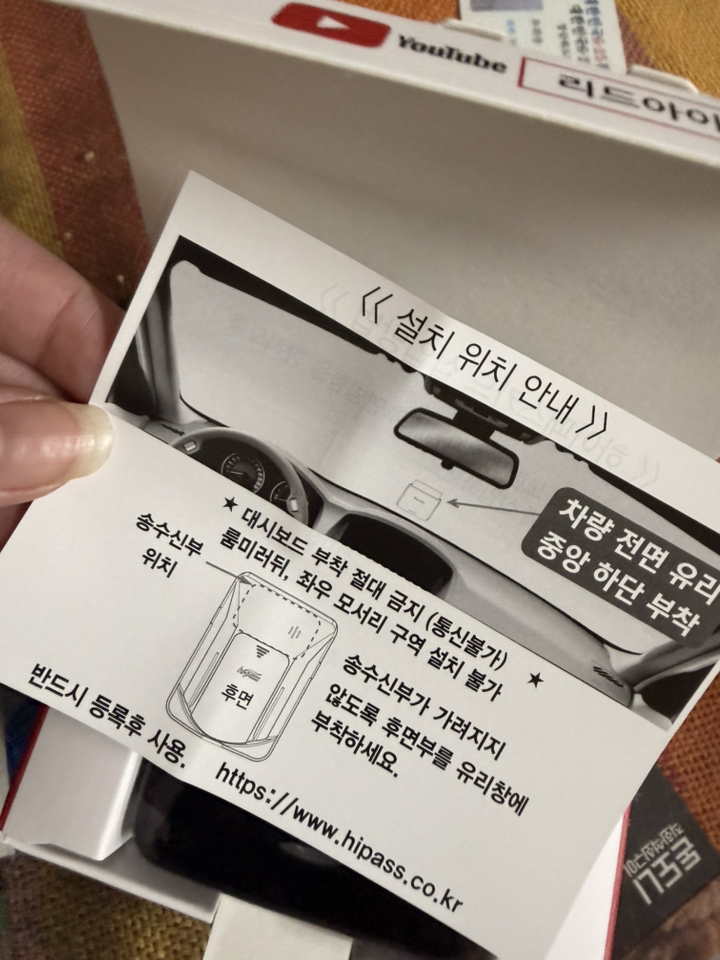 YouTube
리드아이
<< 설치 위치 안내 >>
차량 전면 유리
중앙 하단 부착
★ 대시보드 부착 절대 금지 (통신불가)
룸미러뒤, 좌우 모서리 구역 설치 불가 ★
송수신부
위치
후면
송수신부가 가려지지
않도록 후면부를 유리창에
부착하세요.
반드시 등록후 사용.
https://www.hipass.co.kr